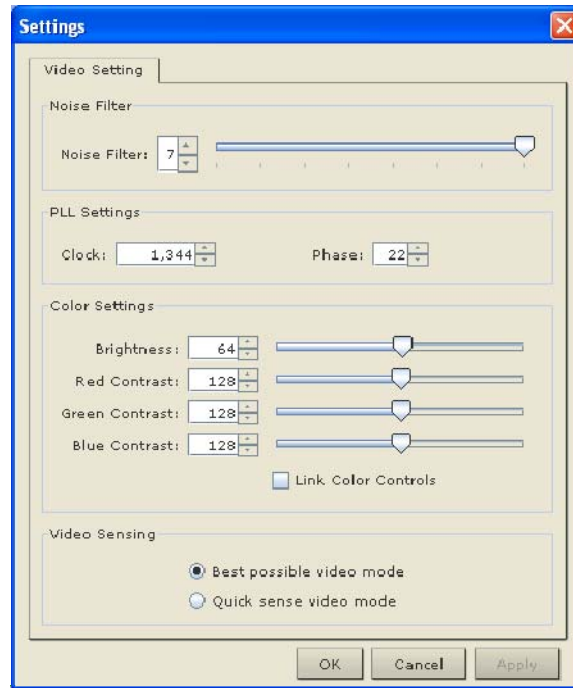 Settings
Video Setting
Noise Filter
Noise Filter: 7
PLL Settings
Clock: 1,344 Phase: 22
Color Settings
Brightness: 64
Red Contrast: 128
Green Contrast: 128
Blue Contrast: 128
Link Color Controls
Video Sensing
Best possible video mode
Quick sense video mode
OK Cancel Apply